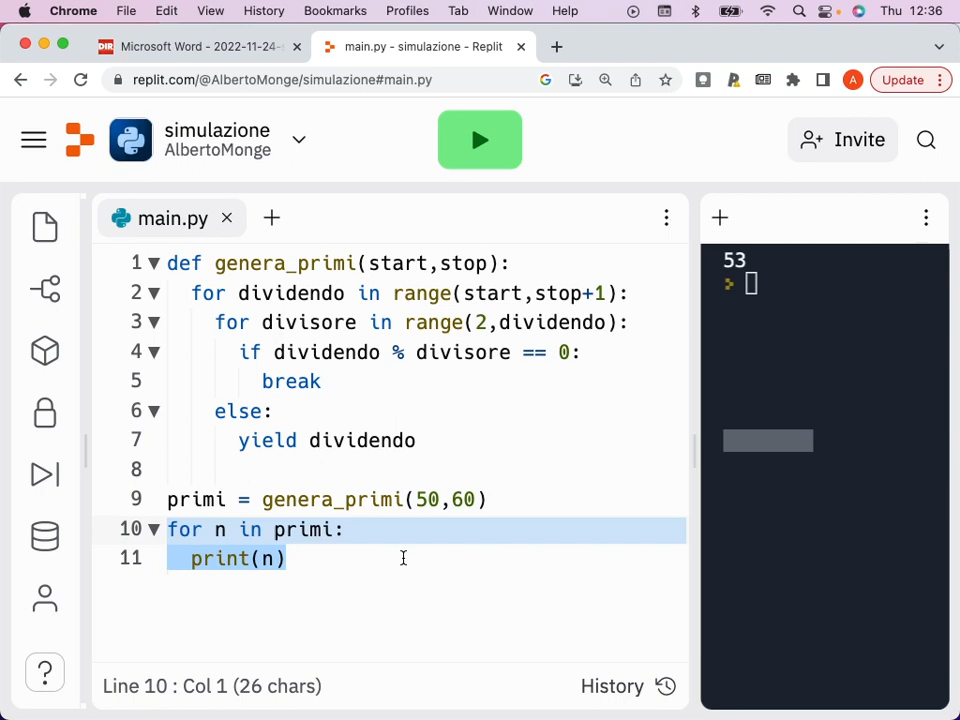 Chrome File Edit View History Bookmarks Profiles Tab Window Help Thu 12:36
DIR Microsoft Word - 2022-11-24- main.py - simulazione - Replit
replit.com/@AlbertoMonge/simulazione#main.py A Update
simulazione
AlbertoMonge
Invite
main.py
1 def genera_primi(start,stop):
2 for dividendo in range(start,stop+1):
3 for divisore in range(2,dividendo):
4 if dividendo % divisore == 0:
5 break
6 else:
7 yield dividendo
8
9 primi = genera_primi(50,60)
10 for n in primi:
11 print(n)
53
Line 10 : Col 1 (26 chars) History
?